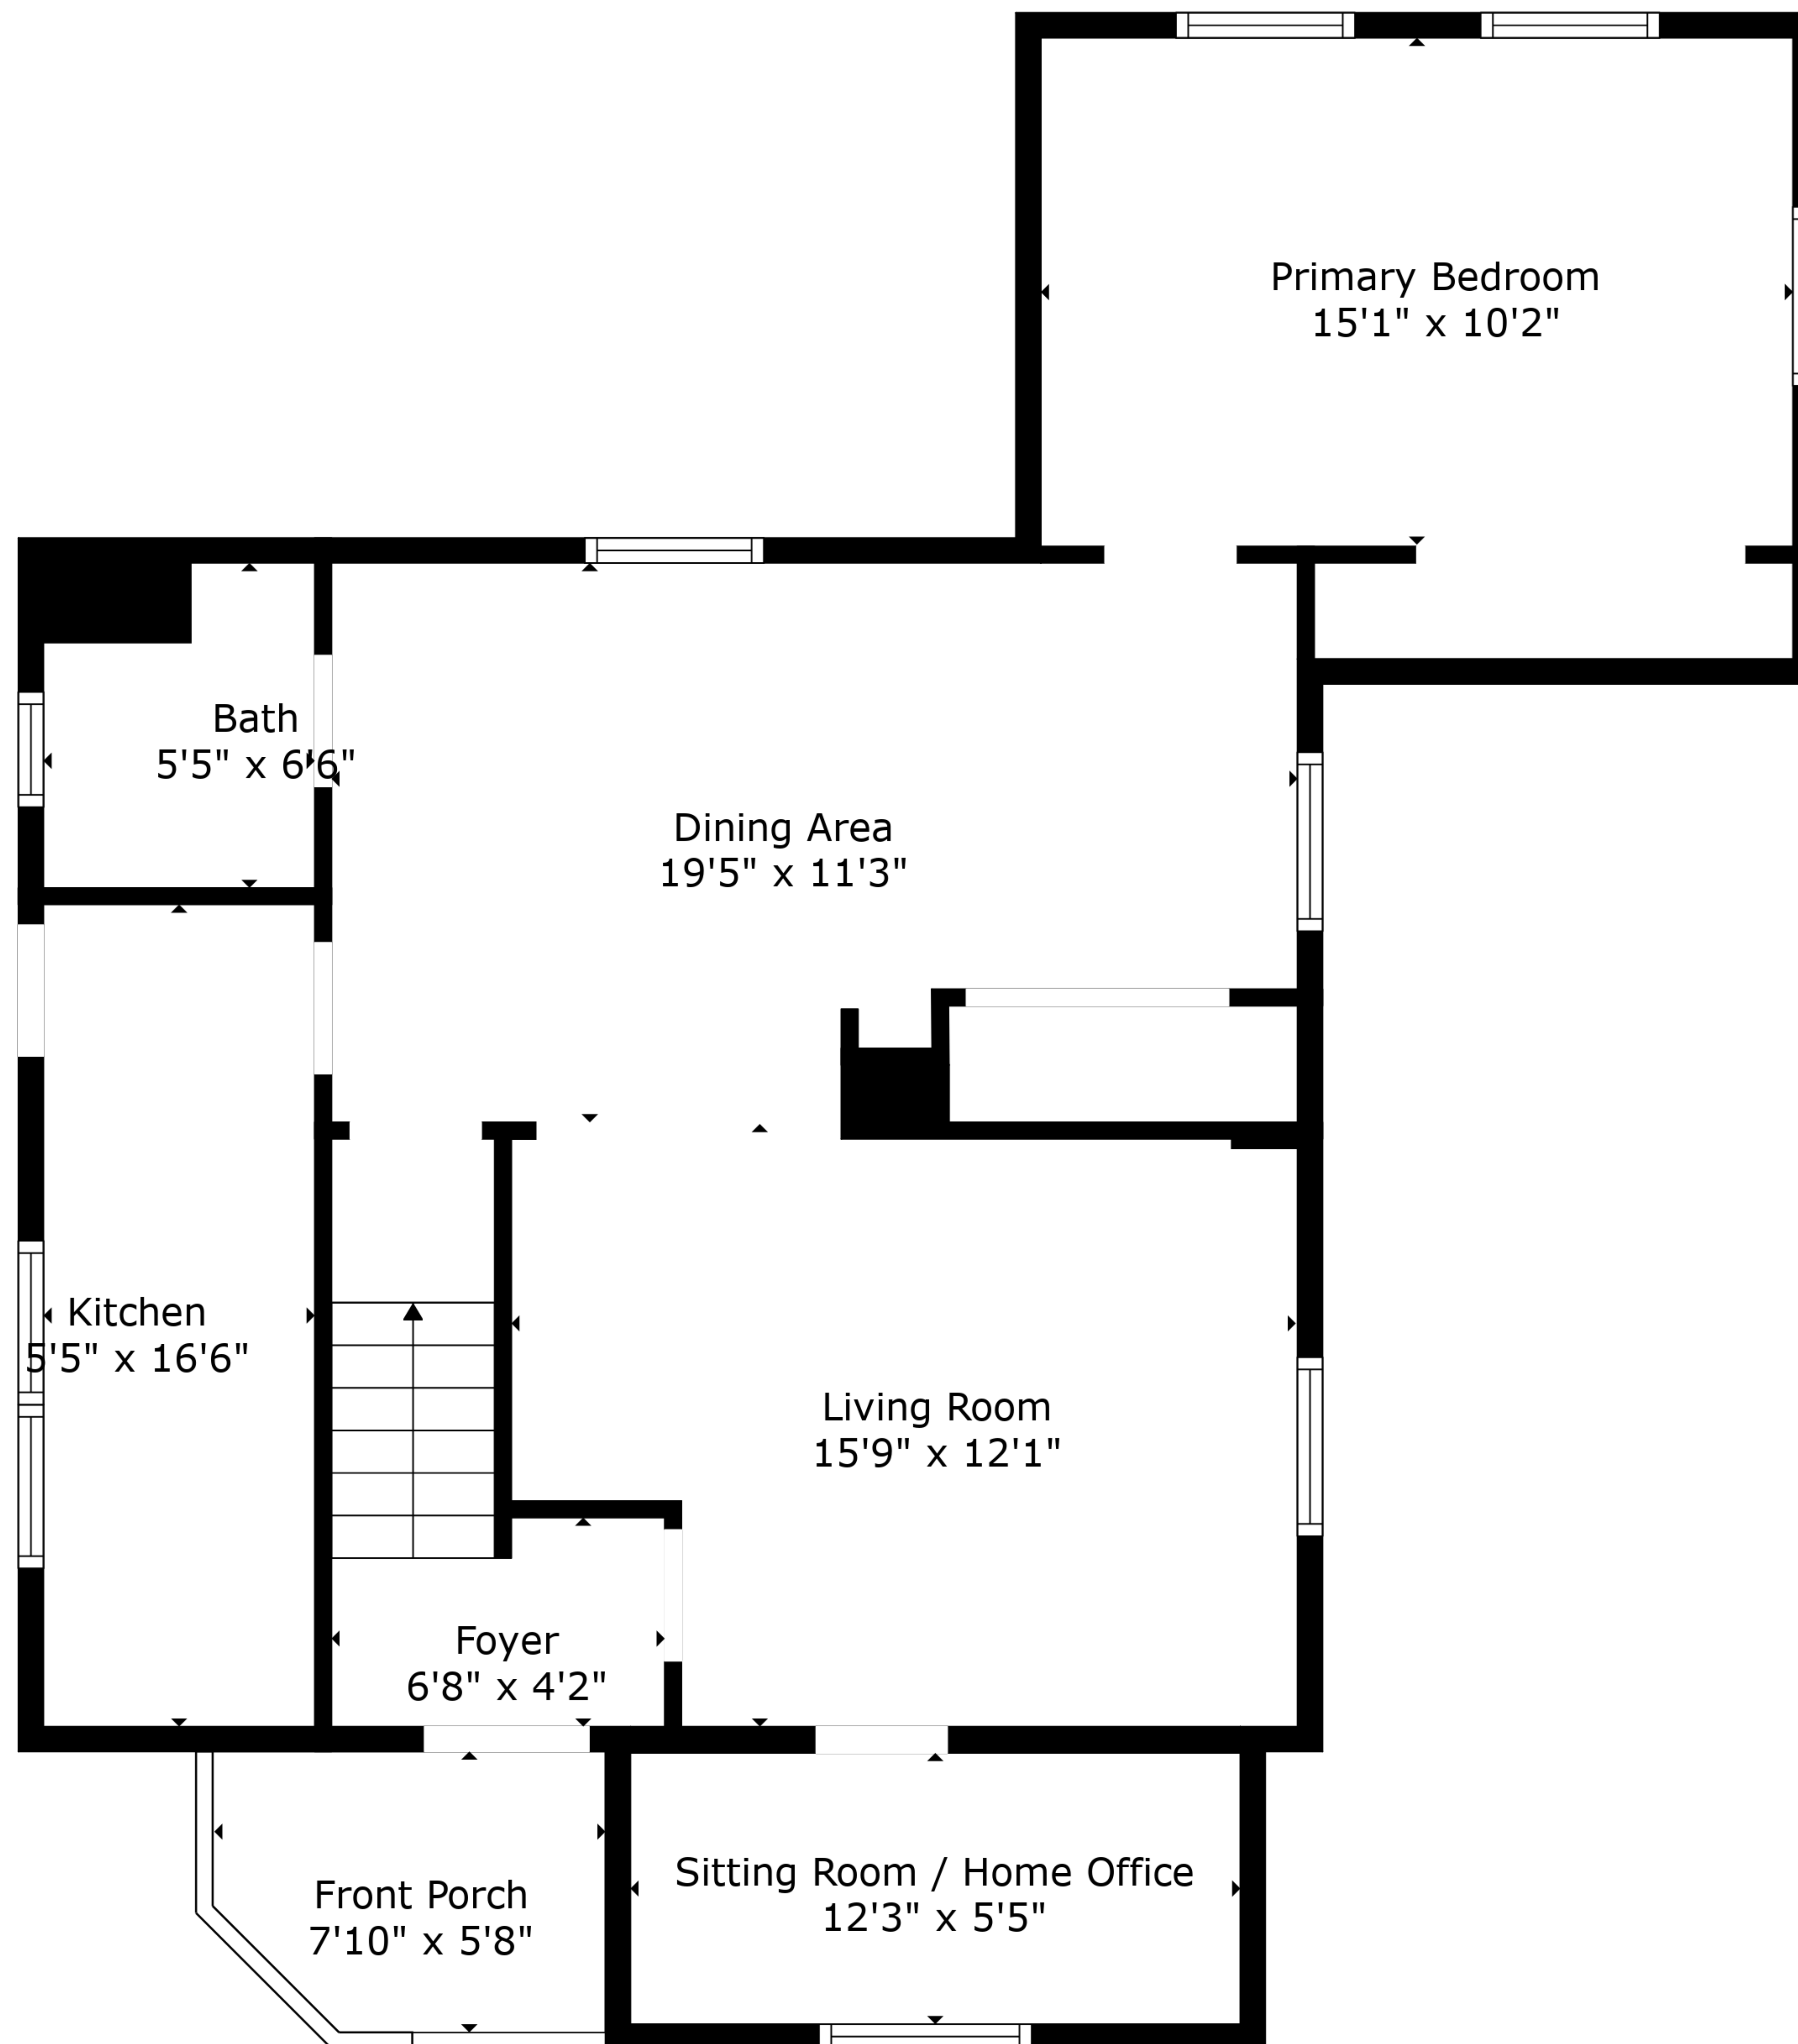 Primary Bedroom
15'1" x 10'2"
Bath
5'5" x 6'6"
Dining Area
19'5" x 11'3"
Kitchen
5'5" x 16'6"
Living Room
15'9" x 12'1"
Foyer
6'8" x 4'2"
Sitting Room / Home Office
12'3" x 5'5"
Front Porch
7'10" x 5'8"